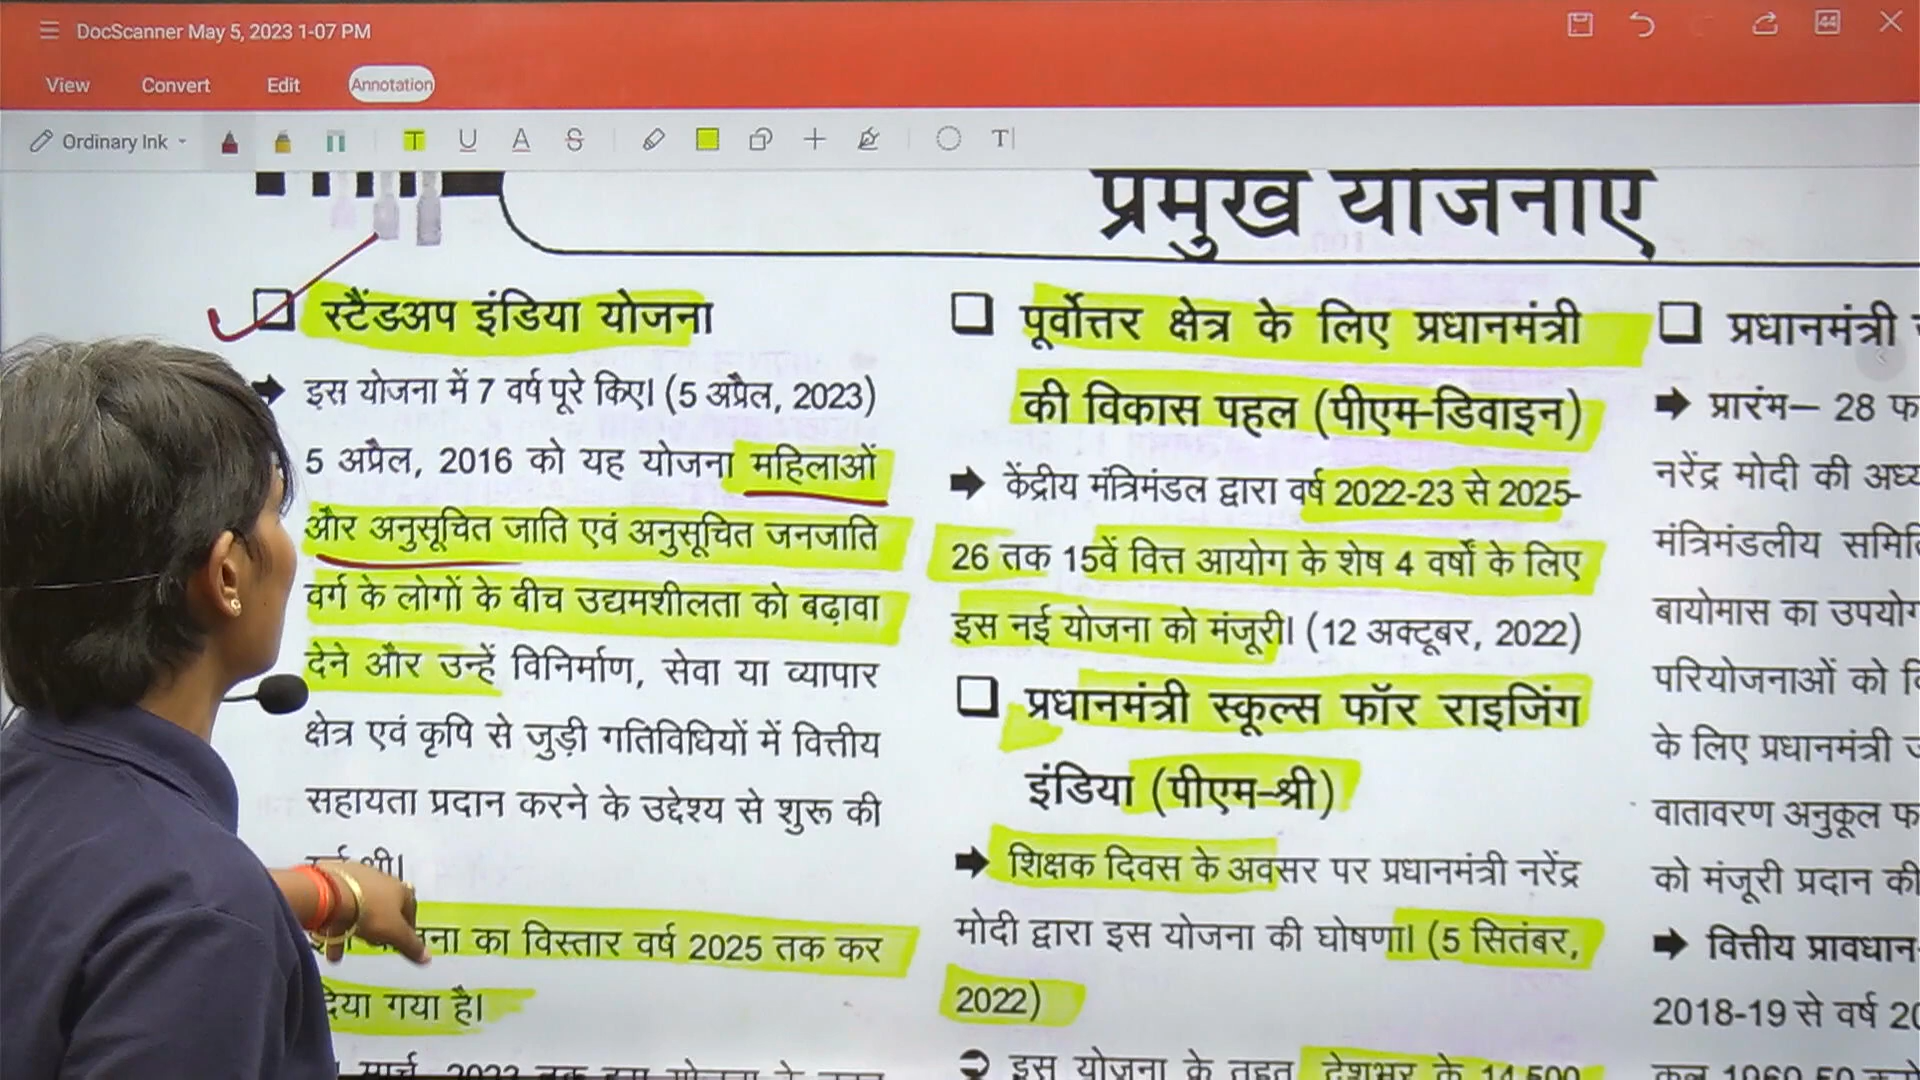 DocScanner May 5, 2023 1-07 PM
44
View Convert Edit Annotation
Ordinary Ink
प्रमुख योजनाएं
स्टैंडअप इंडिया योजना
➡ इस योजना में 7 वर्ष पूरे किए। (5 अप्रैल, 2023)
5 अप्रैल, 2016 को यह योजना महिलाओं
और अनुसूचित जाति एवं अनुसूचित जनजाति
वर्ग के लोगों के बीच उद्यमशीलता को बढ़ावा
देने और उन्हें विनिर्माण, सेवा या व्यापार
क्षेत्र एवं कृषि से जुड़ी गतिविधियों में वित्तीय
सहायता प्रदान करने के उद्देश्य से शुरू की
थी।
का विस्तार वर्ष 2025 तक कर
दिया गया है।
पूर्वोत्तर क्षेत्र के लिए प्रधानमंत्री
की विकास पहल (पीएम-डिवाइन)
➡ केंद्रीय मंत्रिमंडल द्वारा वर्ष 2022-23 से 2025-
26 तक 15वें वित्त आयोग के शेष 4 वर्षों के लिए
इस नई योजना को मंजूरी। (12 अक्टूबर, 2022)
प्रधानमंत्री स्कूल्स फॉर राइजिंग
इंडिया (पीएम-श्री)
➡ शिक्षक दिवस के अवसर पर प्रधानमंत्री नरेंद्र
मोदी द्वारा इस योजना की घोषणा। (5 सितंबर,
2022)
इस योजना के तहत देशभर के 14,500
प्रधानमंत्री
➡ प्रारंभ– 28
नरेंद्र मोदी की
मंत्रिमंडलीय
बायोमास का
परियोजनाओं को
के लिए प्रधानमंत्री
वातावरण अनुकूल
को मंजूरी प्रदान की
➡ वित्तीय प्रावधान
2018-19 से वर्ष